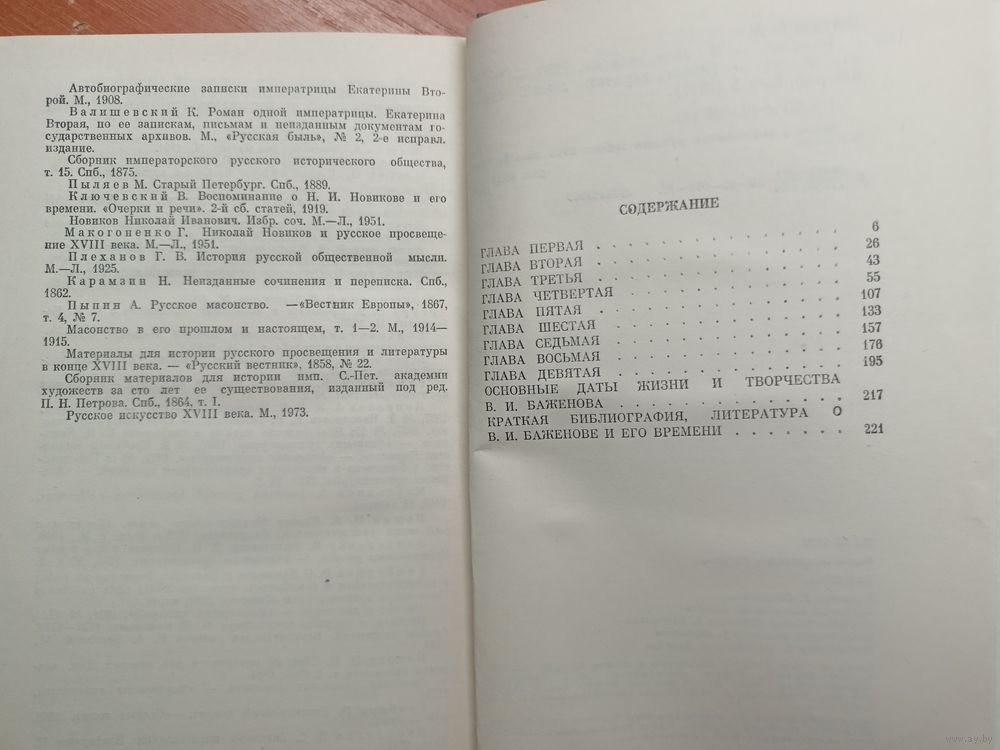 Автобиографические записки императрицы Екатерины Вто-
рой. М., 1908.
Валишевский К. Роман одной императрицы. Екатерина
Вторая, по ее запискам, письмам и неизданным документам го-
сударственных архивов. М., «Русская быль», № 2, 2-е исправл.
издание.
Сборник императорского русского исторического общества,
т. 15. Спб., 1875.
Пыляев М. Старый Петербург. Спб., 1889.
Ключевский В. Воспоминание о Н. И. Новикове и его
времени. «Очерки и речи». 2-й сб. статей, 1919.
Новиков Николай Иванович. Избр. соч. М.—Л., 1951.
Макогоненко Г. Николай Новиков и русское просвеще-
ние XVIII века. М.—Л., 1951.
Плеханов Г. В. История русской общественной мысли.
М.—Л., 1925.
Карамзин Н. Неизданные сочинения и переписка. Спб.,
1862.
Пыпин А. Русское масонство. —«Вестник Европы», 1867,
т. 4, № 7.
Масонство в его прошлом и настоящем, т. 1—2. М., 1914—
1915.
Материалы для истории русского просвещения и литературы
в конце XVIII века. — «Русский вестник», 1858, № 22.
Сборник материалов для истории имп. С.-Пет. академии
художеств за сто лет ее существования, изданный под ред.
П. Н. Петрова. Спб., 1864, т. I.
Русское искусство XVIII века. М., 1973.
СОДЕРЖАНИЕ
ГЛАВА ПЕРВАЯ . . . . . . . . . . 6
ГЛАВА ВТОРАЯ . . . . . . . . . . 26
ГЛАВА ТРЕТЬЯ . . . . . . . . . . 43
ГЛАВА ЧЕТВЕРТАЯ . . . . . . . . . 55
ГЛАВА ПЯТАЯ . . . . . . . . . . 107
ГЛАВА ШЕСТАЯ . . . . . . . . . . 133
ГЛАВА СЕДЬМАЯ . . . . . . . . . . 157
ГЛАВА ВОСЬМАЯ . . . . . . . . . . 176
ГЛАВА ДЕВЯТАЯ . . . . . . . . . . 195
ОСНОВНЫЕ ДАТЫ ЖИЗНИ И ТВОРЧЕСТВА
В. И. БАЖЕНОВА . . . . . . . . . 217
КРАТКАЯ БИБЛИОГРАФИЯ, ЛИТЕРАТУРА О
В. И. БАЖЕНОВЕ И ЕГО ВРЕМЕНИ . . . . . 221
www.ay.by